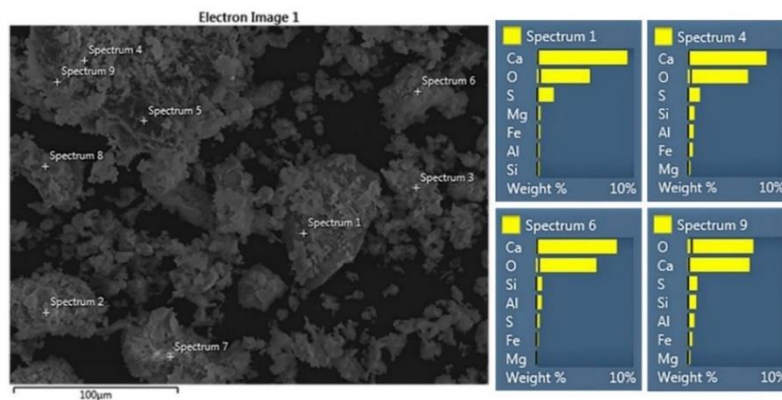 Electron Image 1
Spectrum 4
Spectrum 9
Spectrum 6
Spectrum 5
Spectrum 8
Spectrum 3
Spectrum 1
Spectrum 2
Spectrum 7
100µm
Spectrum 1
Ca
O
S
Mg
Fe
Al
Si
Weight % 10%
Spectrum 4
Ca
O
S
Si
Al
Fe
Mg
Weight % 10%
Spectrum 6
Ca
O
Si
Al
S
Fe
Mg
Weight % 10%
Spectrum 9
O
Ca
S
Si
Al
Fe
Mg
Weight % 10%